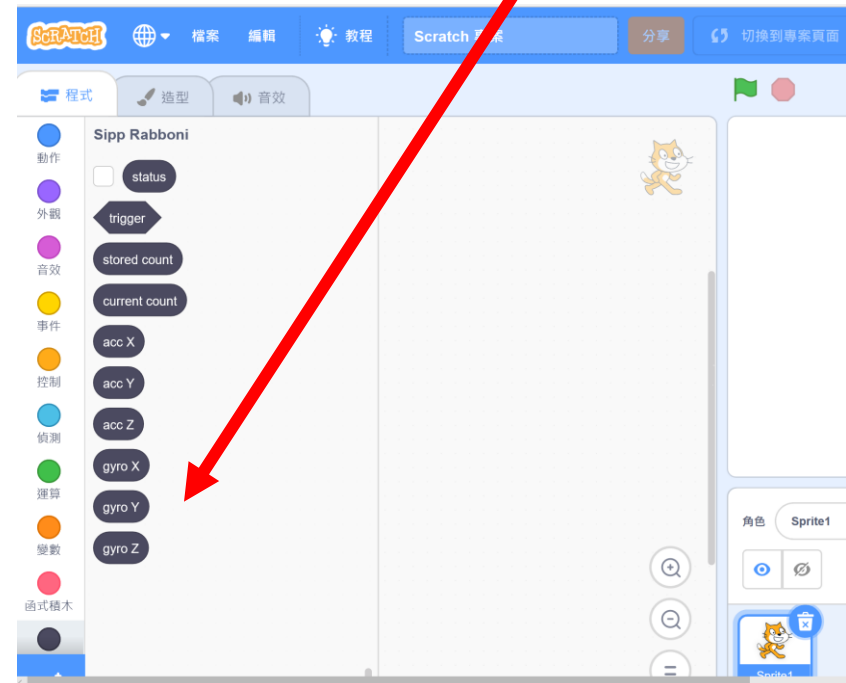 SCRATCH 檔案 編輯 教程 Scratch 專案 分享 切換到專案頁面
程式 造型 音效
動作
外觀
音效
事件
控制
偵測
運算
變數
函式積木
Sipp Rabboni
status
trigger
stored count
current count
acc X
acc Y
acc Z
gyro X
gyro Y
gyro Z
角色 Sprite1
Sprite1